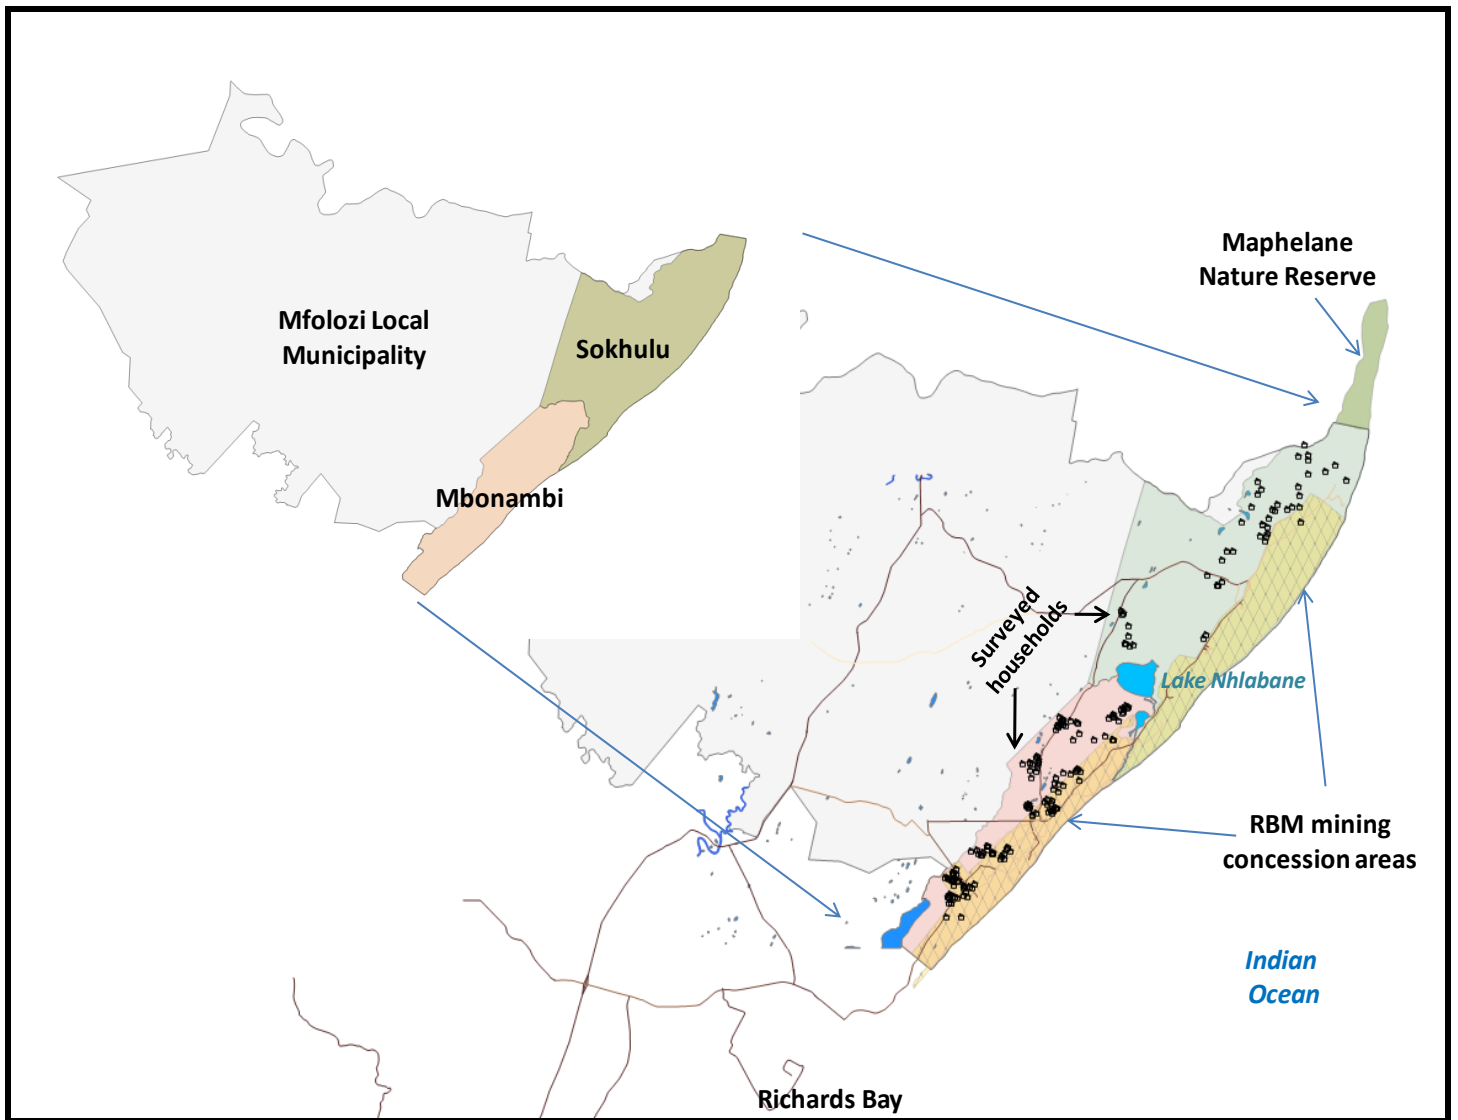 Maphelane
Nature Reserve
Mfolozi Local
Municipality
Sokhulu
Mbonambi
Surveyed
households
Lake Nhlabane
RBM mining
concession areas
Indian
Ocean
Richards Bay